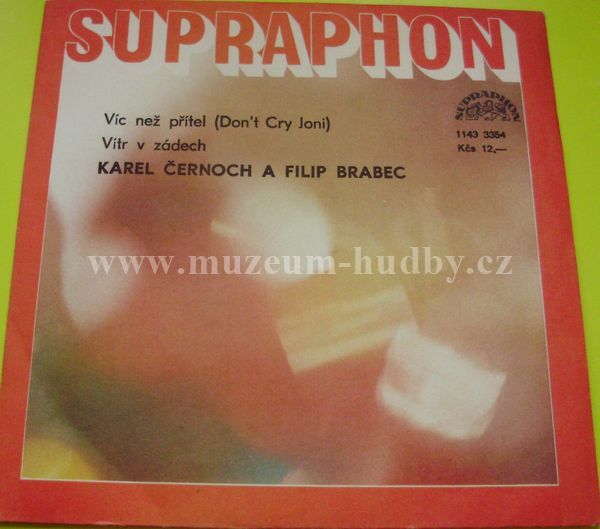 SUPRAPHON
SUPRAPHON
Víc než přítel (Don't Cry Joni)
1143 3354
Vítr v zádech
Kčs 12,—
KAREL ČERNOCH A FILIP BRABEC
www.muzeum-hudby.cz